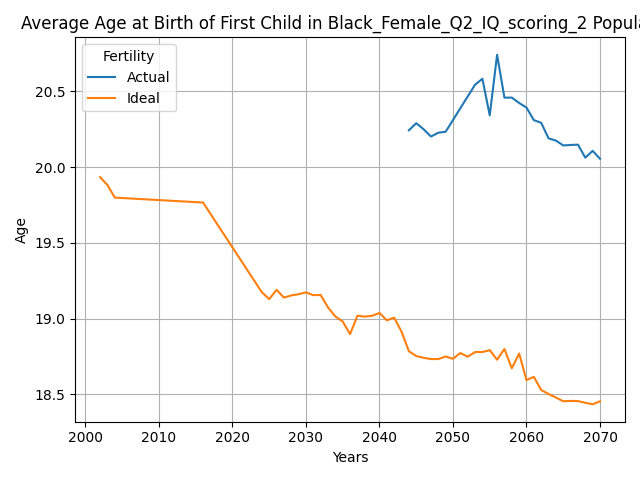 Average Age at Birth of First Child in Black_Female_Q2_IQ_scoring_2 Popula
Fertility
Actual
Ideal
20.5
20.0
19.5
19.0
18.5
Age
2000 2010 2020 2030 2040 2050 2060 2070
Years